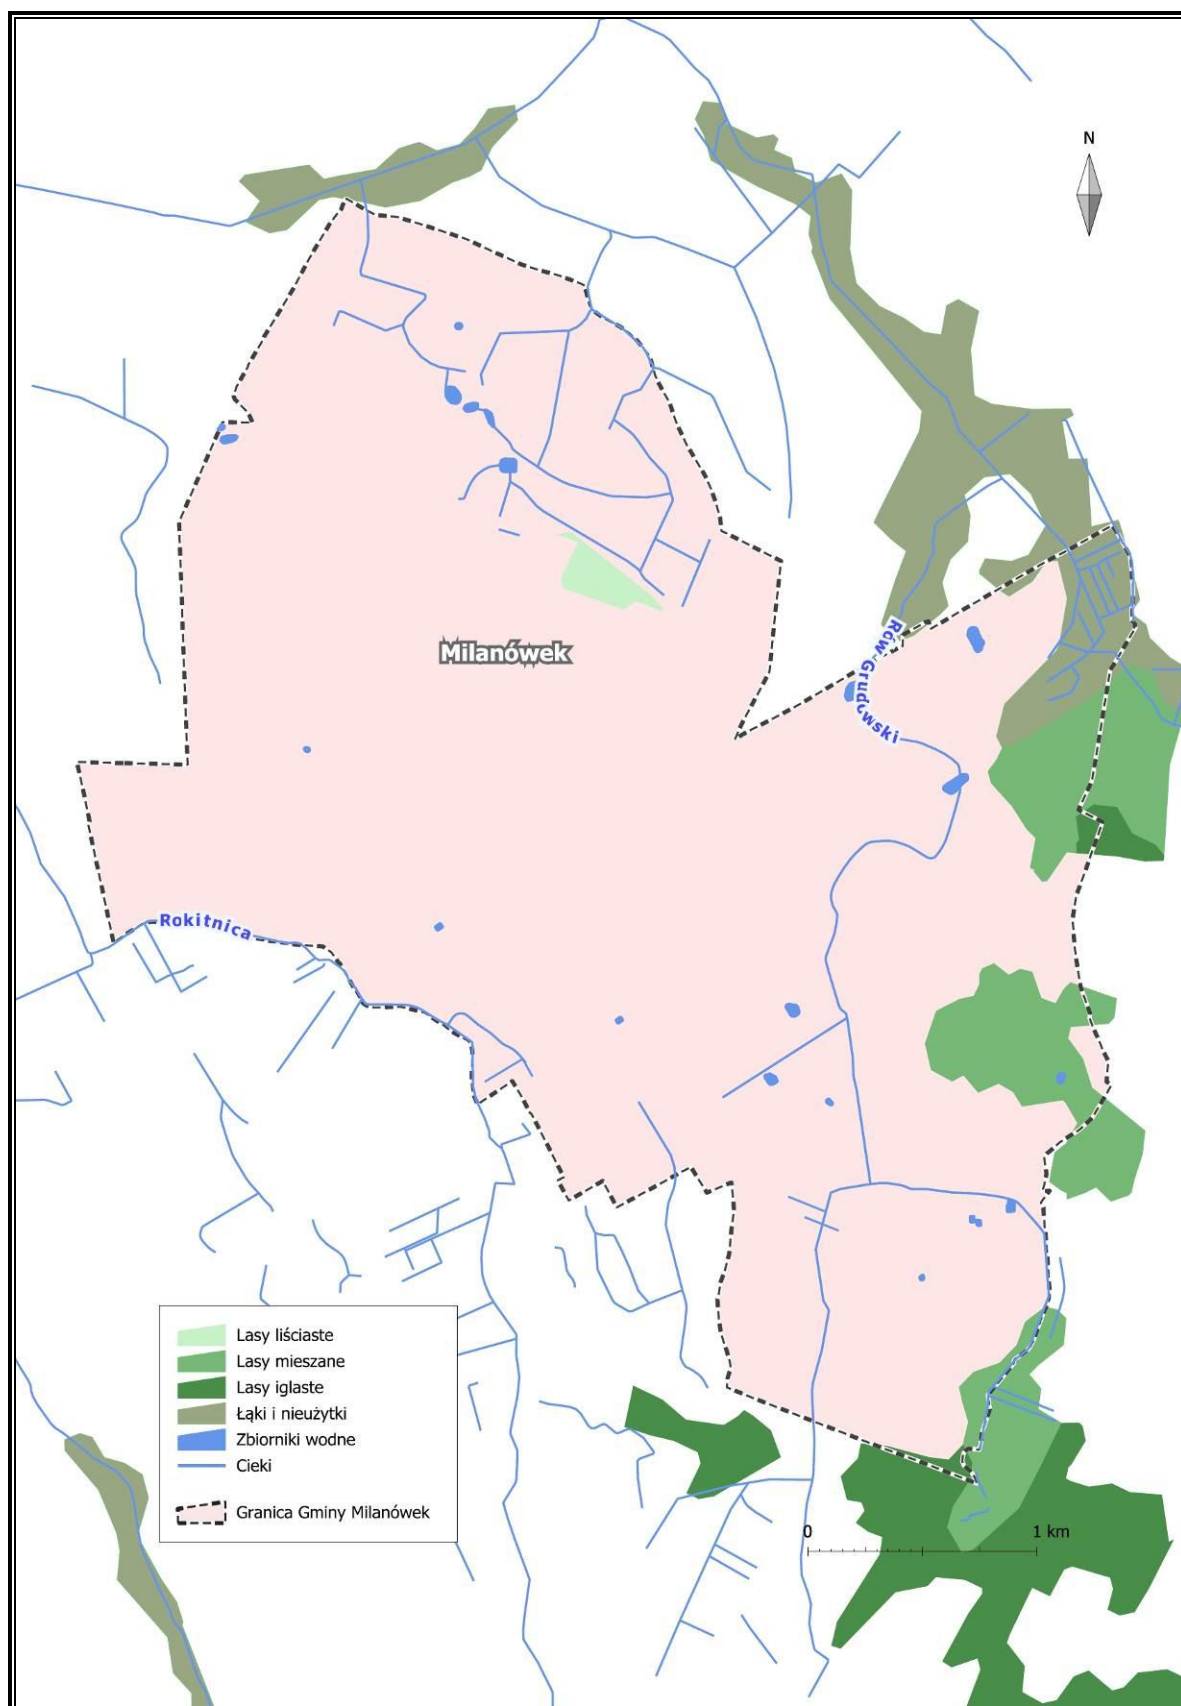 N
Milanówek
Rów Grudowski
Rokitnica
Lasy liściaste
Lasy mieszane
Lasy iglaste
Łąki i nieużytki
Zbiorniki wodne
Cieki
Granica Gminy Milanówek
0 1 km